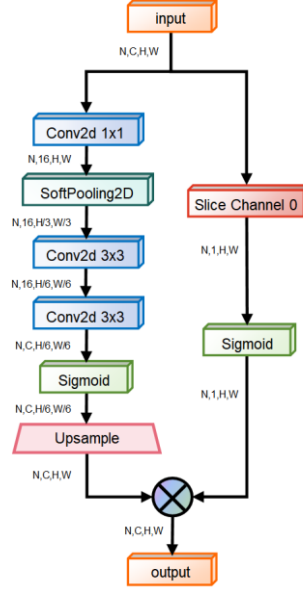 input
N,C,H,W
Conv2d 1x1
N,16,H,W
SoftPooling2D
N,16,H/3,W/3
Conv2d 3x3
N,16,H/6,W/6
Conv2d 3x3
N,C,H/6,W/6
Sigmoid
N,C,H/6,W/6
Upsample
N,C,H,W
Slice Channel 0
N,1,H,W
Sigmoid
N,1,H,W
N,C,H,W
output